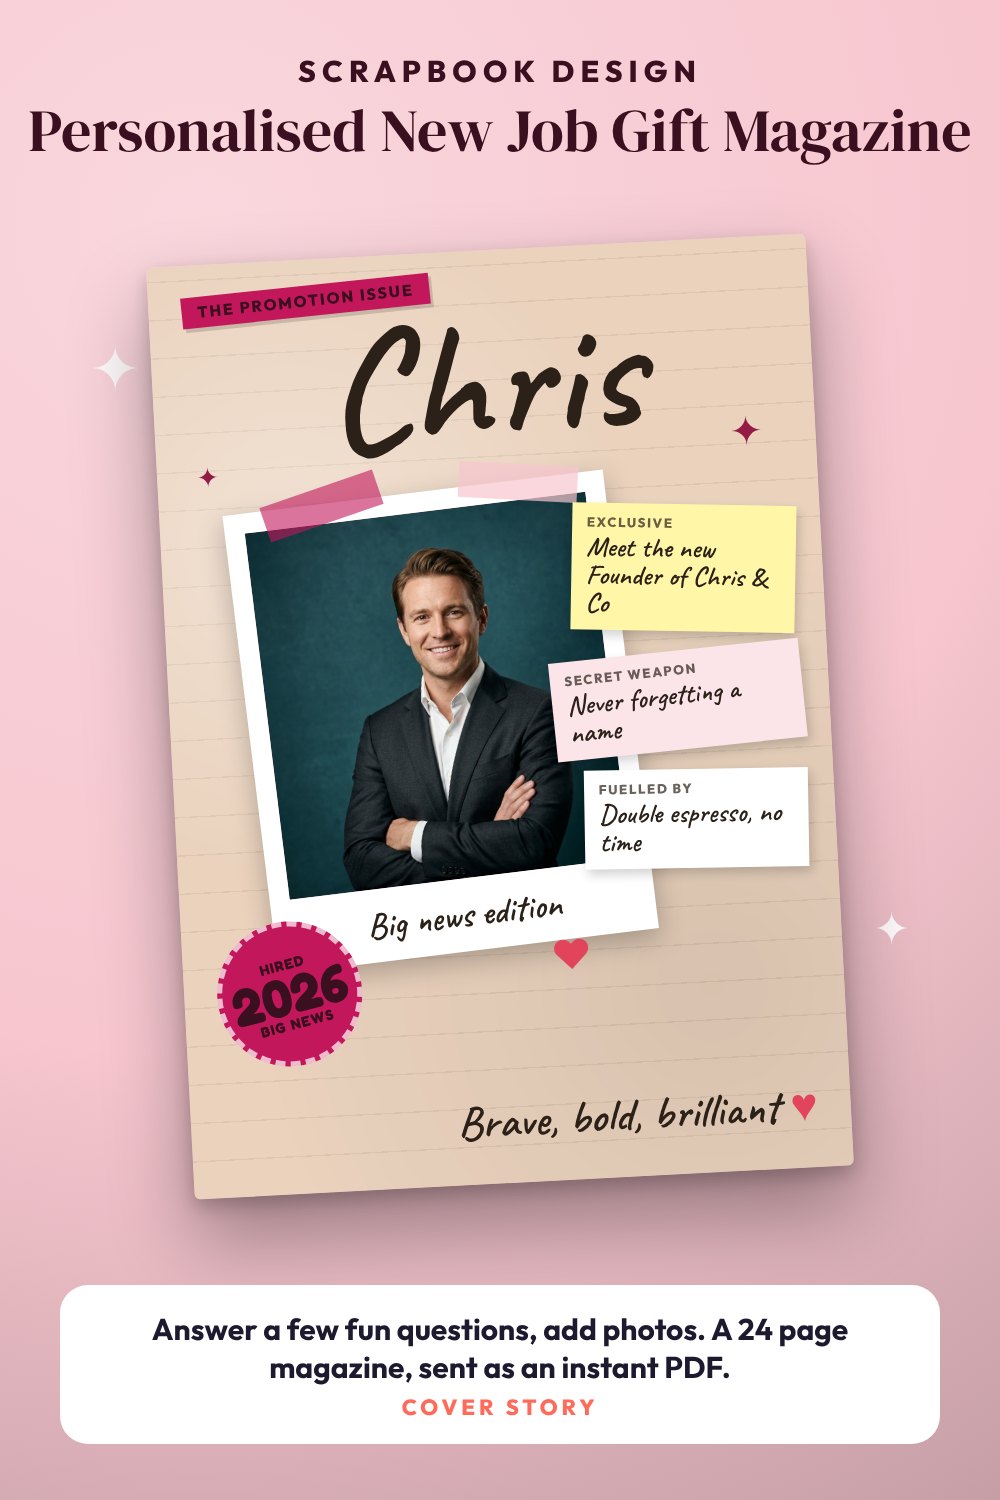 SCRAPBOOK DESIGN
Personalised New Job Gift Magazine
THE PROMOTION ISSUE
Chris
EXCLUSIVE
Meet the new
Founder of Chris &
Co
SECRET WEAPON
Never forgetting a
name
FUELLED BY
Double espresso, no
time
Big news edition
HIRED
2026
BIG NEWS
Brave, bold, brilliant
Answer a few fun questions, add photos. A 24 page
magazine, sent as an instant PDF.
COVER STORY